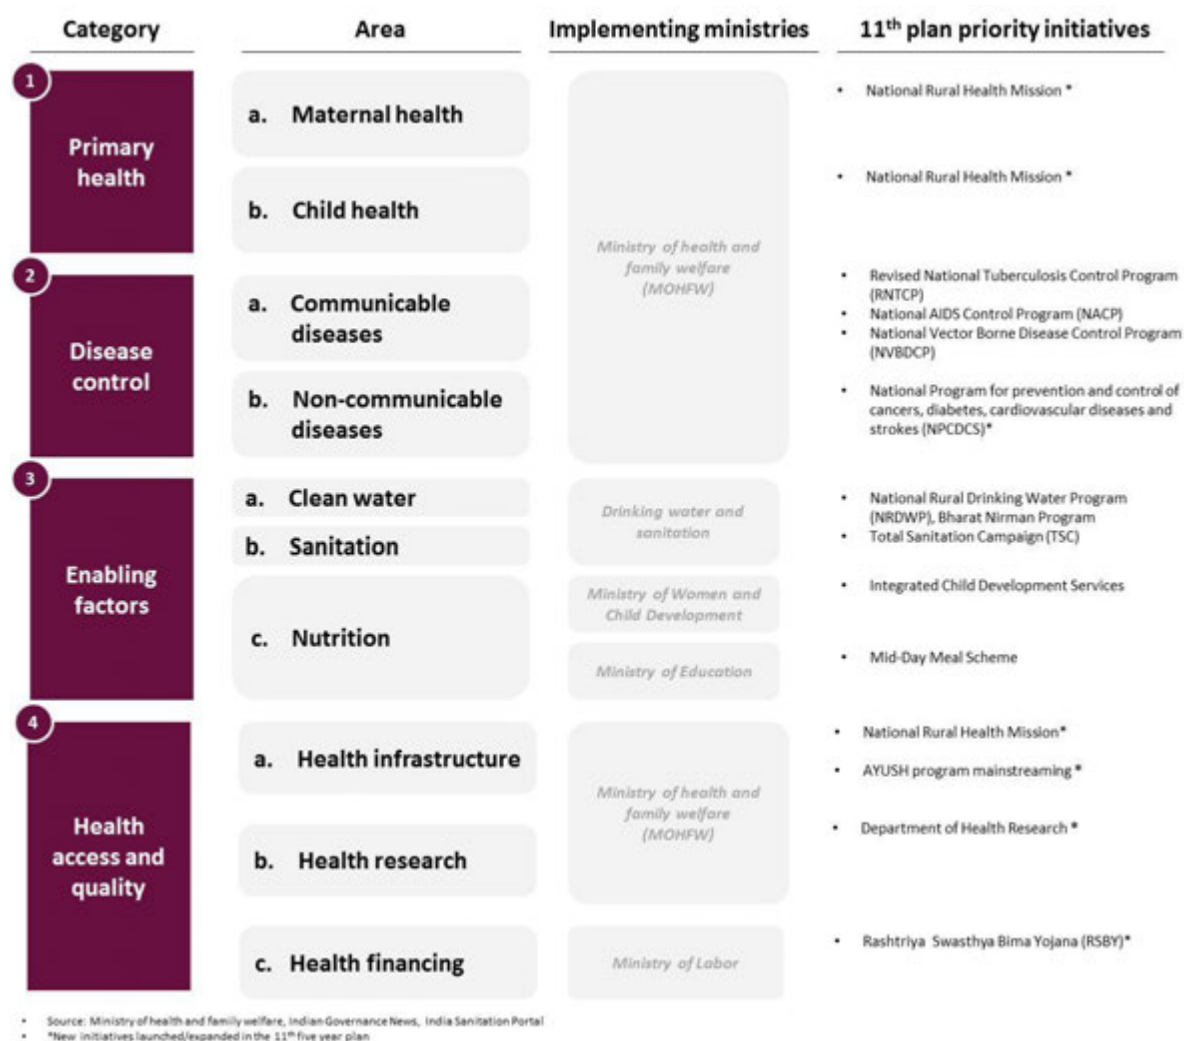 Category
Area
Implementing ministries
11th plan priority initiatives
1
Primary
health
a. Maternal health
b. Child health
Ministry of health and
family welfare
(MOHFW)
• National Rural Health Mission *
• National Rural Health Mission *
2
Disease
control
a. Communicable
diseases
b. Non-communicable
diseases
• Revised National Tuberculosis Control Program
(RNTCP)
• National AIDS Control Program (NACP)
• National Vector Borne Disease Control Program
(NVBDCP)
• National Program for prevention and control of
cancers, diabetes, cardiovascular diseases and
strokes (NPCDCS)*
3
Enabling
factors
a. Clean water
b. Sanitation
c. Nutrition
Drinking water and
sanitation
Ministry of Women and
Child Development
Ministry of Education
• National Rural Drinking Water Program
(NRDWP), Bharat Nirman Program
• Total Sanitation Campaign (TSC)
• Integrated Child Development Services
• Mid-Day Meal Scheme
4
Health
access and
quality
a. Health infrastructure
b. Health research
c. Health financing
Ministry of health and
family welfare
(MOHFW)
Ministry of Labor
• National Rural Health Mission*
• AYUSH program mainstreaming *
• Department of Health Research *
• Rashtriya Swasthya Bima Yojana (RSBY)*
• Source: Ministry of health and family welfare, Indian Governance News, India Sanitation Portal
• *New initiatives launched/expanded in the 11th five year plan